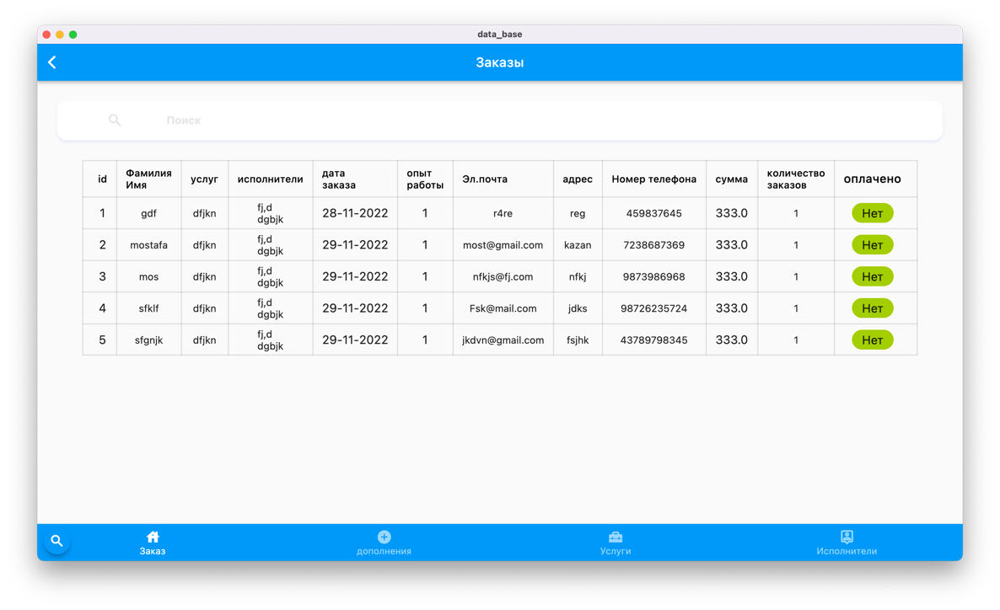 data_base
Заказы
Поиск
id Фамилия Имя услуг исполнители дата заказа опыт работы Эл.почта адрес Номер телефона сумма количество заказов оплачено
1 gdf dfjkn fj,d dgbjk 28-11-2022 1 r4re reg 459837645 333.0 1 Нет
2 mostafa dfjkn fj,d dgbjk 29-11-2022 1 most@gmail.com kazan 7238687369 333.0 1 Нет
3 mos dfjkn fj,d dgbjk 29-11-2022 1 nfkjs@fj.com nfkj 9873986968 333.0 1 Нет
4 sfklf dfjkn fj,d dgbjk 29-11-2022 1 Fsk@mail.com jdks 98726235724 333.0 1 Нет
5 sfgnjk dfjkn fj,d dgbjk 29-11-2022 1 jkdvn@gmail.com fsjhk 43789798345 333.0 1 Нет
Заказ дополнения Услуги Исполнители